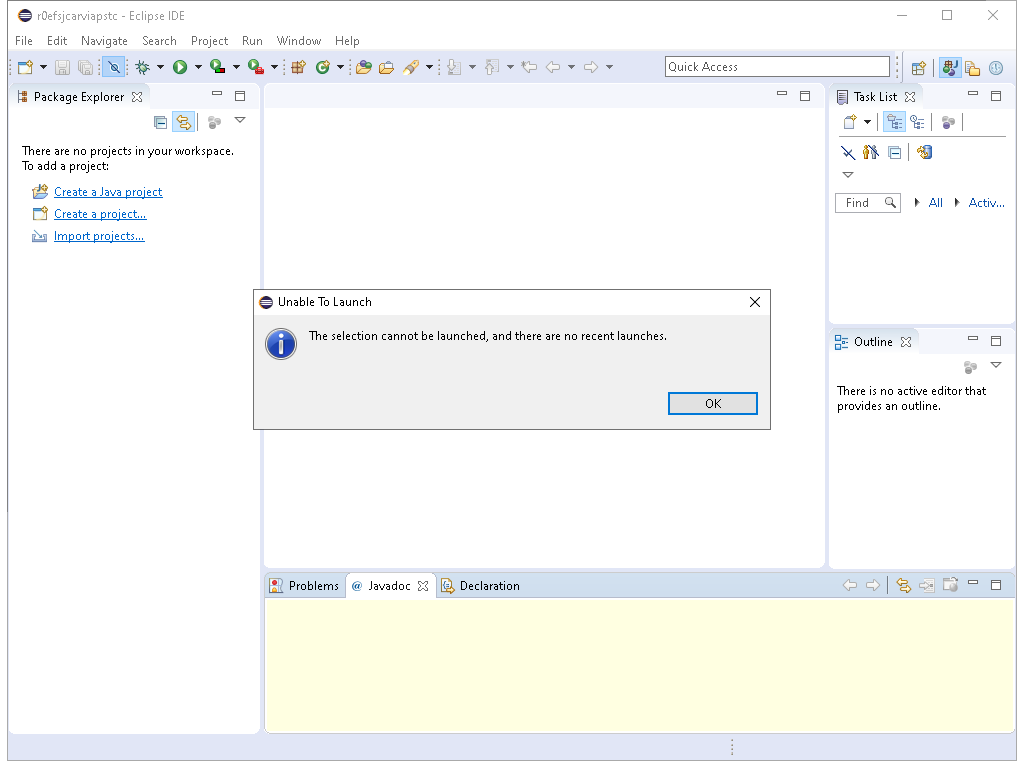 r0efsjcarviapstc - Eclipse IDE
File Edit Navigate Search Project Run Window Help
Quick Access
Package Explorer
There are no projects in your workspace.
To add a project:
Create a Java project
Create a project...
Import projects...
Task List
Find All Activ...
Unable To Launch
The selection cannot be launched, and there are no recent launches.
OK
Outline
There is no active editor that
provides an outline.
Problems @ Javadoc Declaration